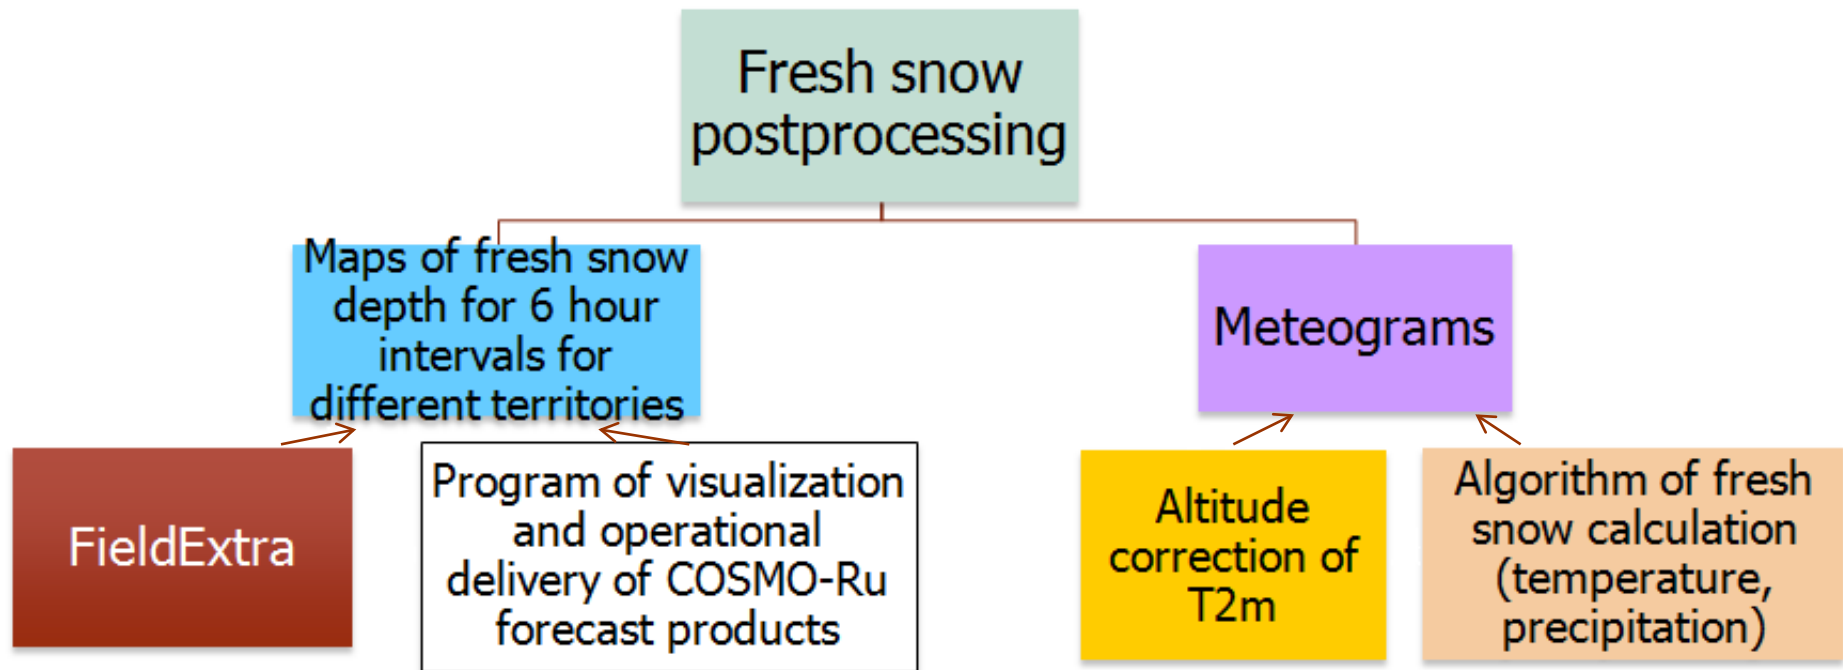 Fresh snow
postprocessing
Maps of fresh snow
depth for 6 hour
intervals for
different territories
Meteograms
FieldExtra
Program of visualization
and operational
delivery of COSMO-Ru
forecast products
Altitude
correction of
T2m
Algorithm of fresh
snow calculation
(temperature,
precipitation)